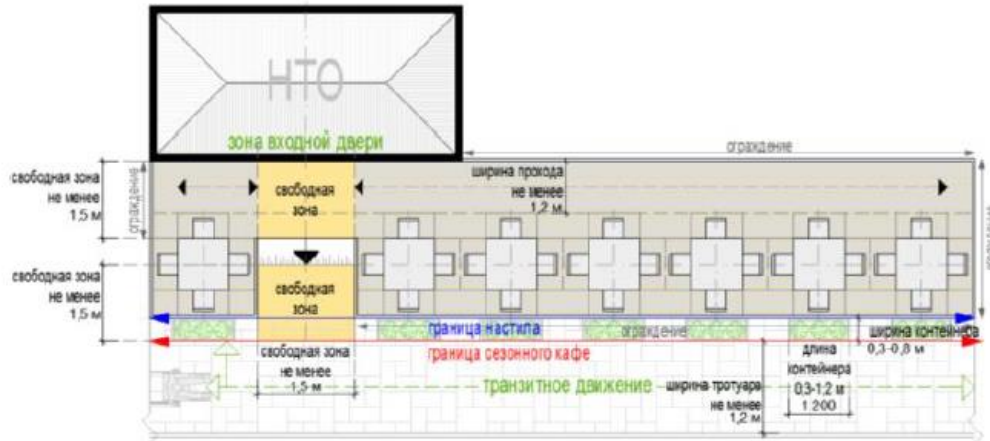 НТО
зона входной двери
ограждение
свободная зона
не менее
1,5 м
ограждение
свободная
зона
ширина прохода
не менее
1,2 м
свободная зона
не менее
1,5 м
свободная
зона
ограждение
граница настила
ограждение
ширина контейнера
0,3-0,8 м
граница сезонного кафе
свободная зона
не менее
1,5 м
транзитное движение
ширина тротуара
не менее
1,2 м
длина
контейнера
0,3-1,2 м
1 200